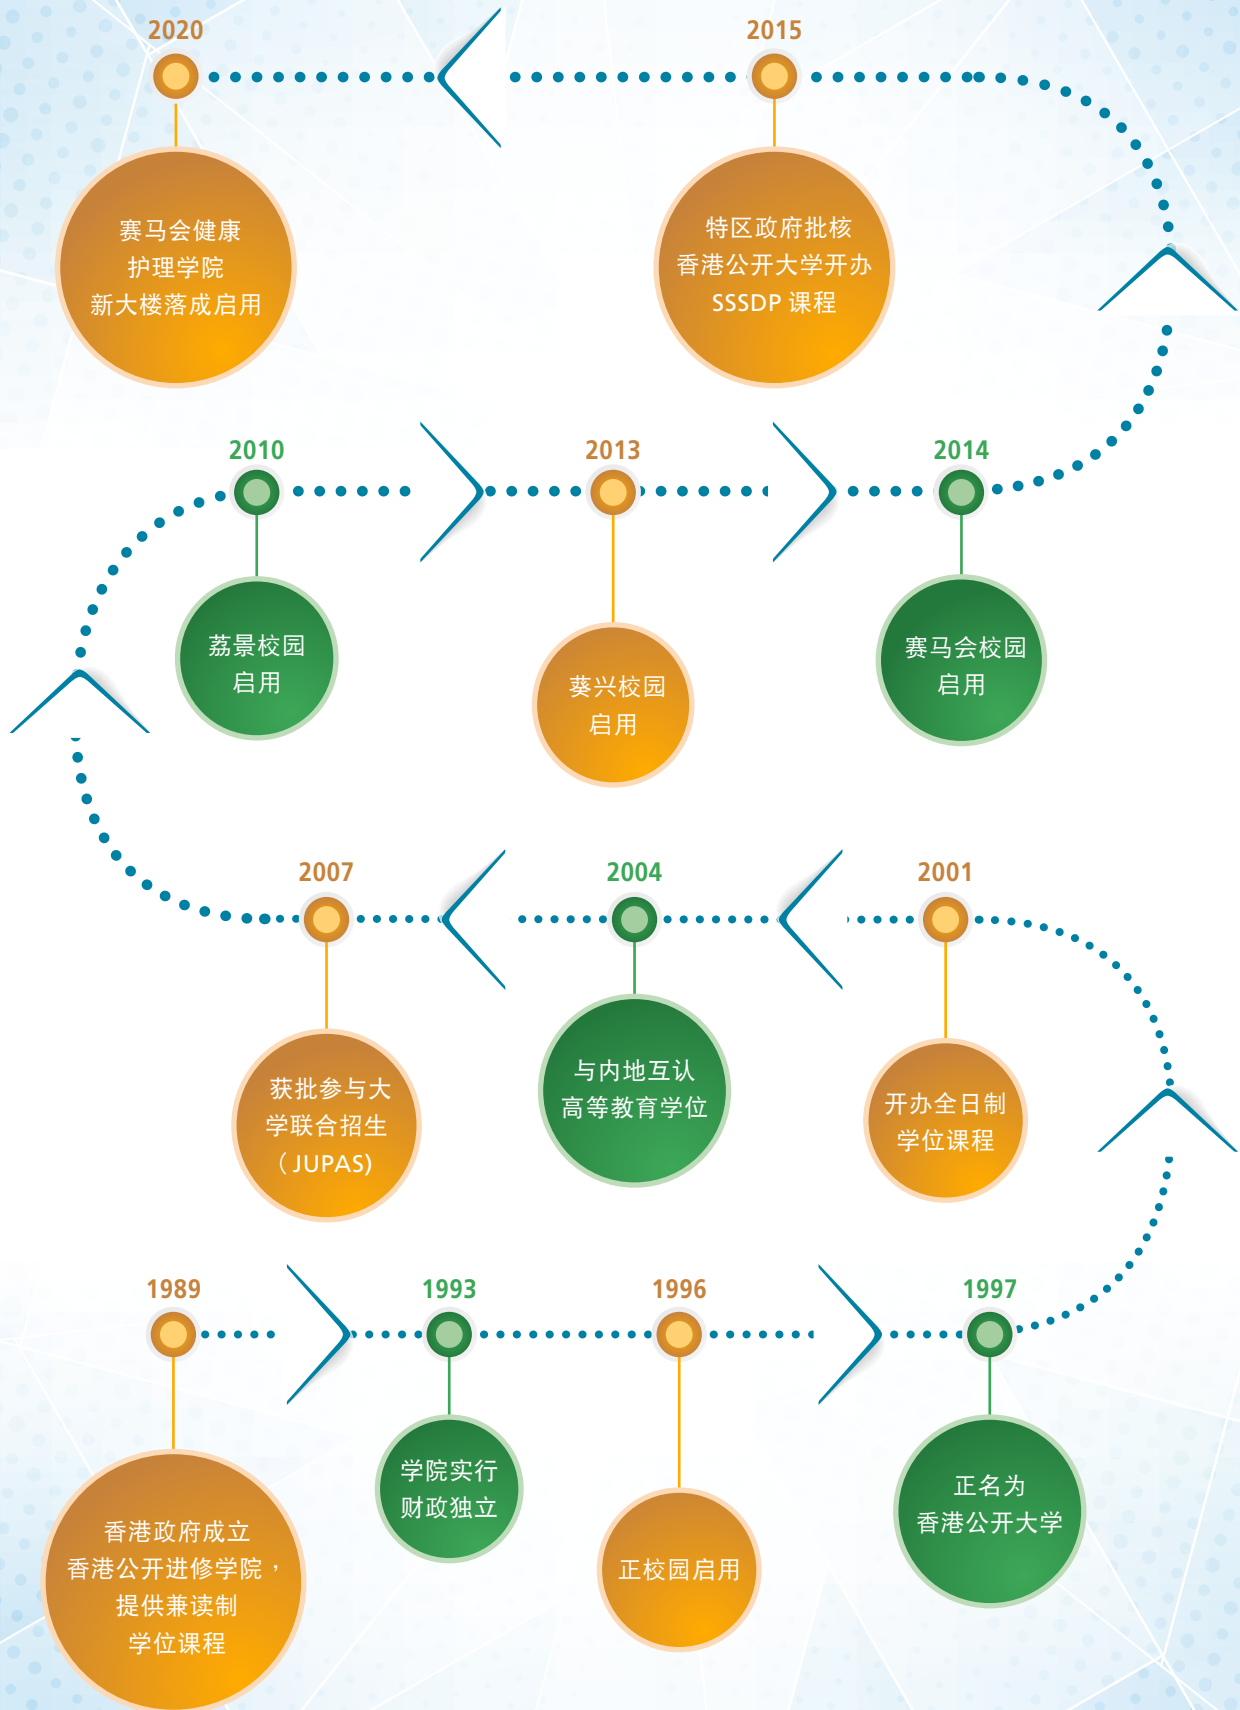 2020
赛马会健康
护理学院
新大楼落成启用
2015
特区政府批核
香港公开大学开办
SSSDP 课程
2010
荔景校园
启用
2013
葵兴校园
启用
2014
赛马会校园
启用
2007
获批参与大
学联合招生
（JUPAS)
2004
与内地互认
高等教育学位
2001
开办全日制
学位课程
1989
香港政府成立
香港公开进修学院，
提供兼读制
学位课程
1993
学院实行
财政独立
1996
正校园启用
1997
正名为
香港公开大学